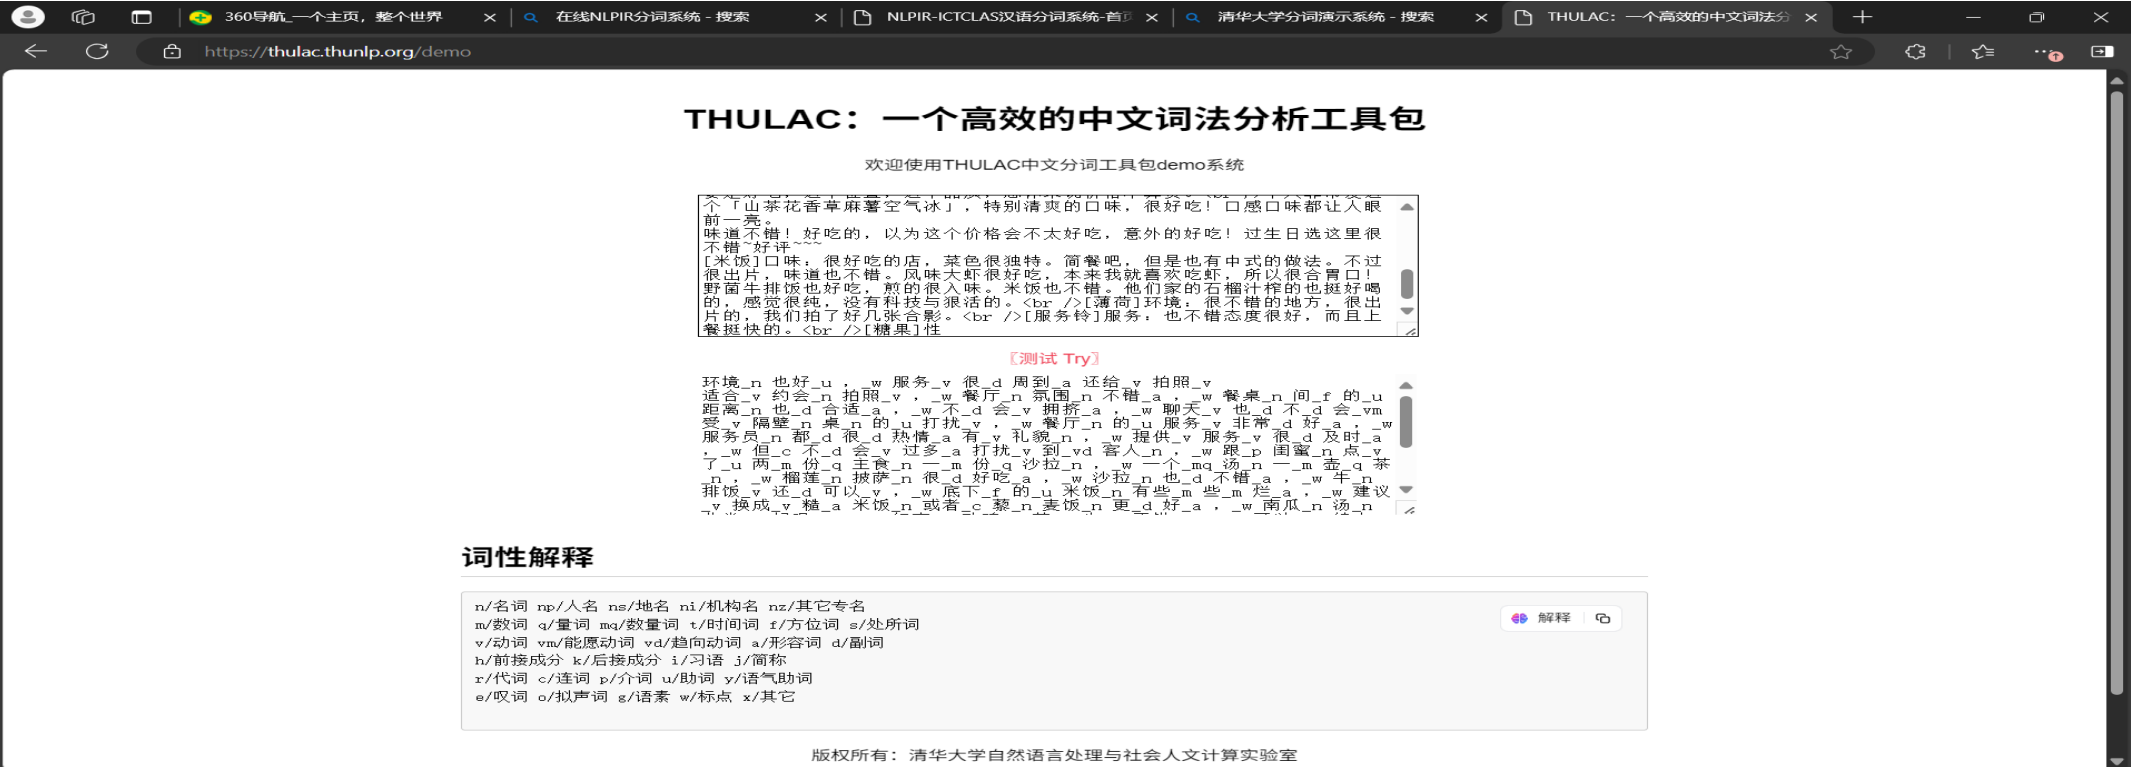 360导航_一个主页，整个世界
在线NLPIR分词系统 - 搜索
NLPIR-ICTCLAS汉语分词系统-首
清华大学分词演示系统 - 搜索
THULAC：一个高效的中文词法分
https://thulac.thunlp.org/demo
THULAC：一个高效的中文词法分析工具包
欢迎使用THULAC中文分词工具包demo系统
个「山茶花香草麻薯空气冰」，特别清爽的口味，很好吃！口感口味都让人眼
前一亮。
味道不错！好吃的，以为这个价格会不太好吃，意外的好吃！过生日选这里很
不错~好评~~~
[米饭]口味：很好吃的店，菜色很独特。简餐吧，但是也有中式的做法。不过
很出片，味道也不错。风味大虾很好吃，本来我就喜欢吃虾，所以很合胃口！
野菌牛排饭也好吃，煎的很入味。米饭也不错。他们家的石榴汁榨的也挺好喝
的，感觉很纯，没有科技与狠活的。<br />[薄荷]环境：很不错的地方，很出
片的，我们拍了好几张合影。<br />[服务铃]服务：也不错态度很好，而且上
餐挺快的。<br />[糖果]性
〖测试 Try〗
环境_n 也好_u ，_w 服务_v 很_d 周到_a 还给_v 拍照_v
适合_v 约会_n 拍照_v ，_w 餐厅_n 氛围_n 不错_a ，_w 餐桌_n 间_f 的_u
距离_n 也_d 合适_a ，_w 不_d 会_v 拥挤_a ，_w 聊天_v 也_d 不_d 会_vm
受_v 隔壁_n 桌_n 的_u 打扰_v ，_w 餐厅_n 的_u 服务_v 非常_d 好_a ，_w
服务员_n 都_d 很_d 热情_a 有_v 礼貌_n ，_w 提供_v 服务_v 很_d 及时_a
，_w 但_c 不_d 会_v 过多_a 打扰_v 到_vd 客人_n ，_w 跟_p 闺蜜_n 点_v
了_u 两_m 份_q 主食_n 一_m 份_q 沙拉_n ，_w 一个_mq 汤_n 一_m 壶_q 茶
_n ，_w 榴莲_n 披萨_n 很_d 好吃_a ，_w 沙拉_n 也_d 不错_a ，_w 牛_n
排饭_v 还_d 可以_v ，_w 底下_f 的_u 米饭_n 有些_m 些_m 烂_a ，_w 建议
_v 换成_v 糙_a 米饭_n 或者_c 藜_n 麦饭_n 更_d 好_a ，_w 南瓜_n 汤_n
词性解释
n/名词 np/人名 ns/地名 ni/机构名 nz/其它专名
m/数词 q/量词 mq/数量词 t/时间词 f/方位词 s/处所词
v/动词 vm/能愿动词 vd/趋向动词 a/形容词 d/副词
h/前接成分 k/后接成分 i/习语 j/简称
r/代词 c/连词 p/介词 u/助词 y/语气助词
e/叹词 o/拟声词 g/语素 w/标点 x/其它
解释
版权所有：清华大学自然语言处理与社会人文计算实验室